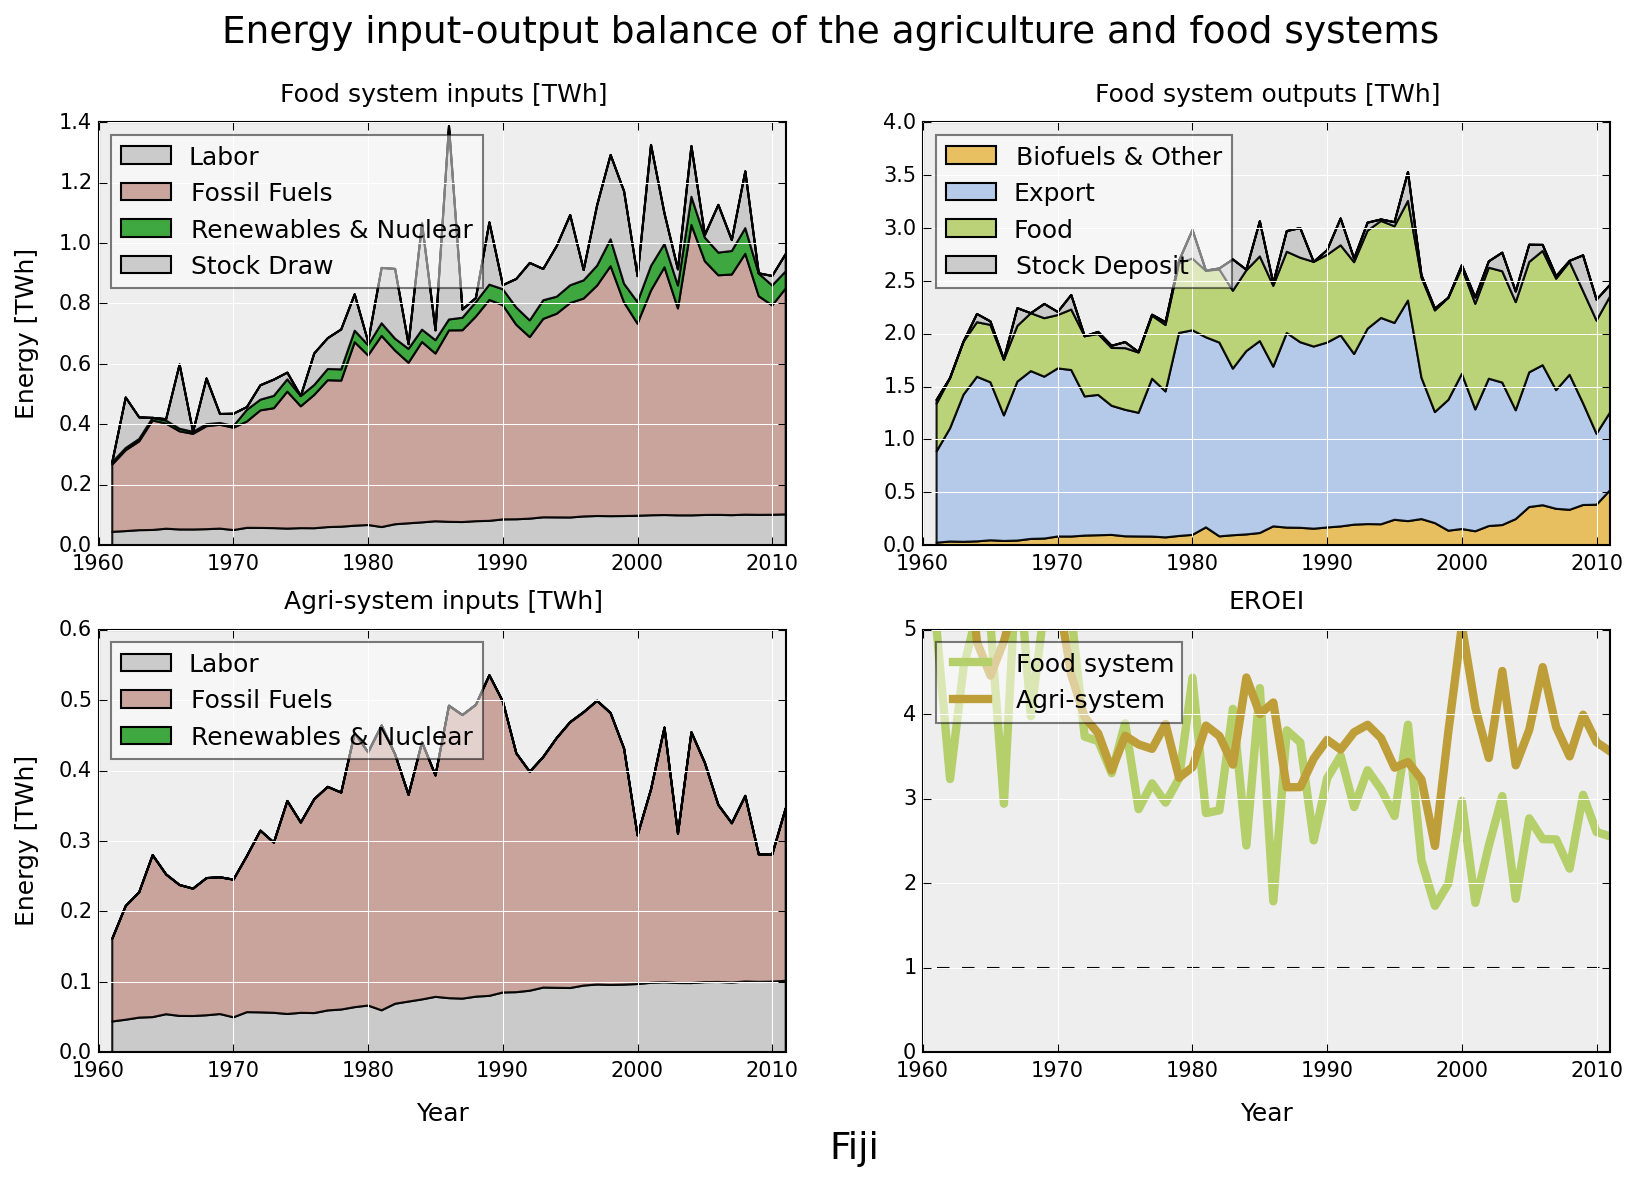 Energy input-output balance of the agriculture and food systems
Food system inputs [TWh]
Energy [TWh]
1.4
1.2
1.0
0.8
0.6
0.4
0.2
0.0
Labor
Fossil Fuels
Renewables & Nuclear
Stock Draw
1960 1970 1980 1990 2000 2010
Food system outputs [TWh]
4.0
3.5
3.0
2.5
2.0
1.5
1.0
0.5
0.0
Biofuels & Other
Export
Food
Stock Deposit
1960 1970 1980 1990 2000 2010
Agri-system inputs [TWh]
Energy [TWh]
0.6
0.5
0.4
0.3
0.2
0.1
0.0
Labor
Fossil Fuels
Renewables & Nuclear
1960 1970 1980 1990 2000 2010
Year
EROEI
5
4
3
2
1
0
Food system
Agri-system
1960 1970 1980 1990 2000 2010
Year
Fiji